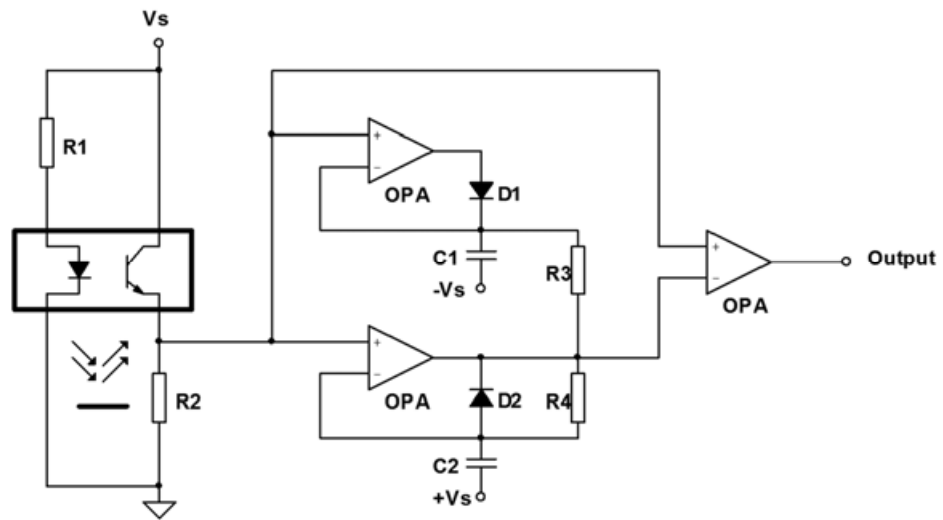 Vs
R1
+
−
OPA
D1
C1
-Vs
R3
+
−
OPA
Output
+
−
OPA
D2
R4
R2
C2
+Vs